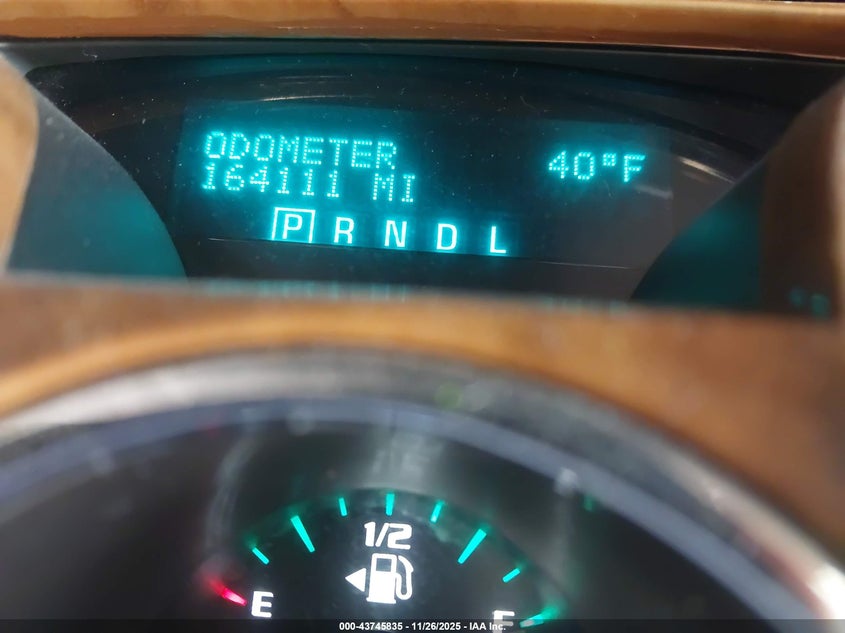 ODOMETER 40°F
164111 MI
P R N D L
1/2
E F
000-43745835 | 11/26/2025 - IAA Inc.